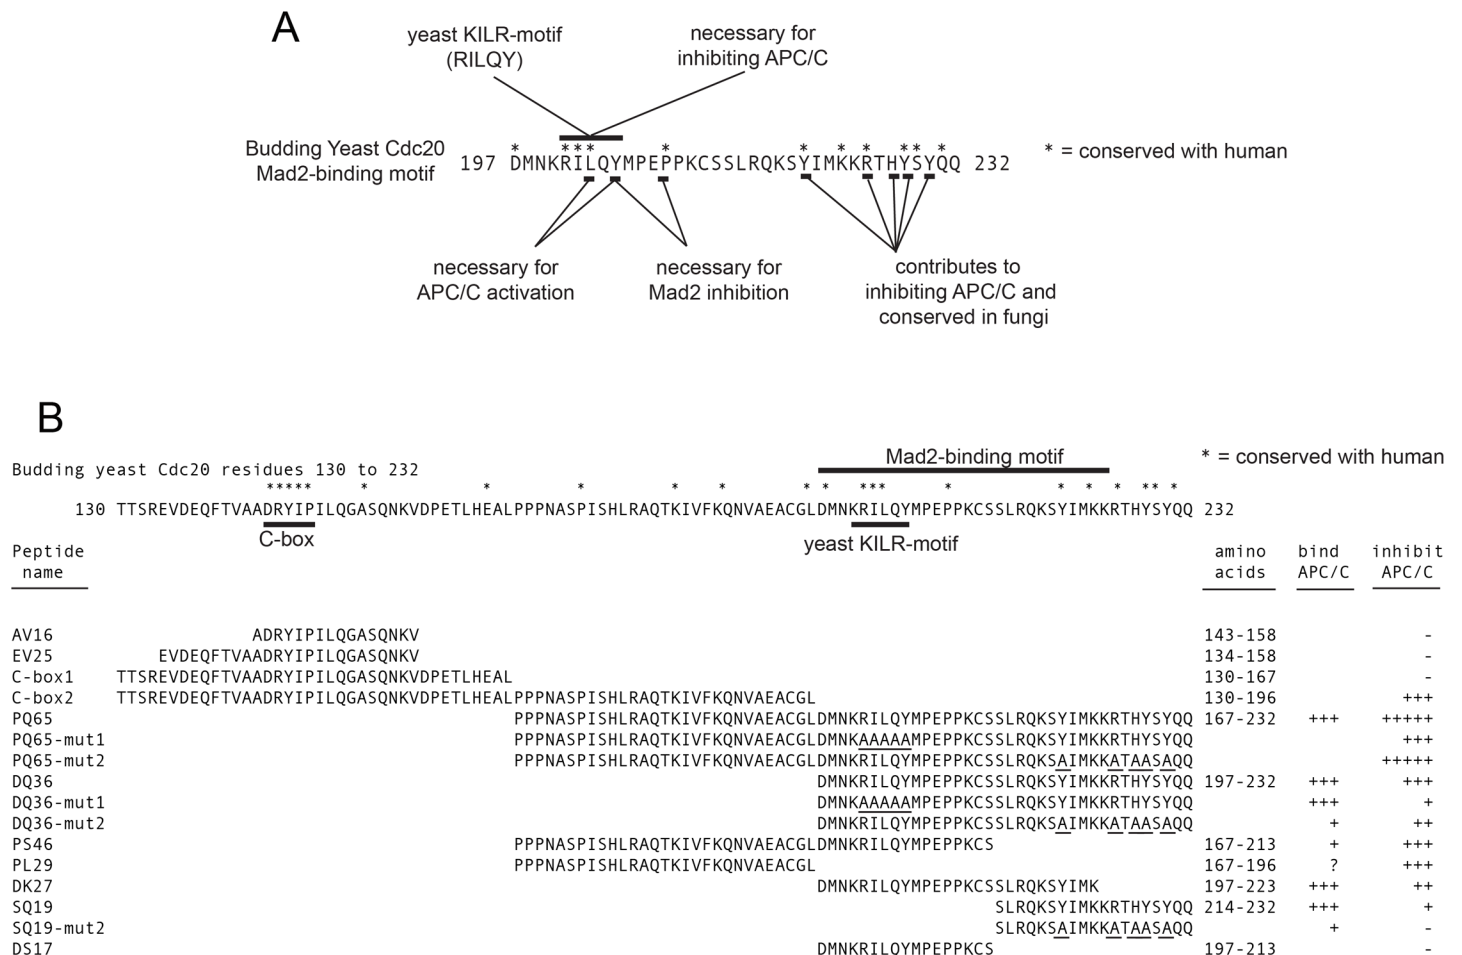 A
yeast KILR-motif
(RILQY)
necessary for
inhibiting APC/C
Budding Yeast Cdc20
Mad2-binding motif
* *** * * * * ** *
197 DMNKRILQYMPEPPKCSSLRQKSYIMKKRTHYSYQQ 232
* = conserved with human
necessary for
APC/C activation
necessary for
Mad2 inhibition
contributes to
inhibiting APC/C and
conserved in fungi
B
Mad2-binding motif
* = conserved with human
Budding yeast Cdc20 residues 130 to 232
***** * * * * * * * *** * * * * ** *
130 TTSREVDEQFTVAADRYIPILQGASQNKVDPETLHEALPPPNASPISHLRAQTKIVFKQNVAEACGLDMNKRILQYMPEPPKCSSLRQKSYIMKKRTHYSYQQ 232
C-box
yeast KILR-motif
Peptide name
amino acids
bind APC/C
inhibit APC/C
AV16 ADRYIPILQGASQNKV 143-158 -
EV25 EVDEQFTVAADRYIPILQGASQNKV 134-158 -
C-box1 TTSREVDEQFTVAADRYIPILQGASQNKVDPETLHEAL 130-167 -
C-box2 TTSREVDEQFTVAADRYIPILQGASQNKVDPETLHEALPPPNASPISHLRAQTKIVFKQNVAEACGL 130-196 +++
PQ65 PPPNASPISHLRAQTKIVFKQNVAEACGLDMNKRILQYMPEPPKCSSLRQKSYIMKKRTHYSYQQ 167-232 +++ +++++
PQ65-mut1 PPPNASPISHLRAQTKIVFKQNVAEACGLDMNKAAAAAMPEPPKCSSLRQKSYIMKKRTHYSYQQ +++
PQ65-mut2 PPPNASPISHLRAQTKIVFKQNVAEACGLDMNKRILQYMPEPPKCSSLRQKSAIMKKATAASAQQ +++++
DQ36 DMNKRILQYMPEPPKCSSLRQKSYIMKKRTHYSYQQ 197-232 +++ +++
DQ36-mut1 DMNKAAAAAMPEPPKCSSLRQKSYIMKKRTHYSYQQ +++ +
DQ36-mut2 DMNKRILQYMPEPPKCSSLRQKSAIMKKATAASAQQ + ++
PS46 PPPNASPISHLRAQTKIVFKQNVAEACGLDMNKRILQYMPEPPKCS 167-213 + +++
PL29 PPPNASPISHLRAQTKIVFKQNVAEACGL 167-196 ? +++
DK27 DMNKRILQYMPEPPKCSSLRQKSYIMK 197-223 +++ ++
SQ19 SLRQKSYIMKKRTHYSYQQ 214-232 +++ +
SQ19-mut2 SLRQKSAIMKKATAASAQQ + -
DS17 DMNKRILQYMPEPPKCS 197-213 -